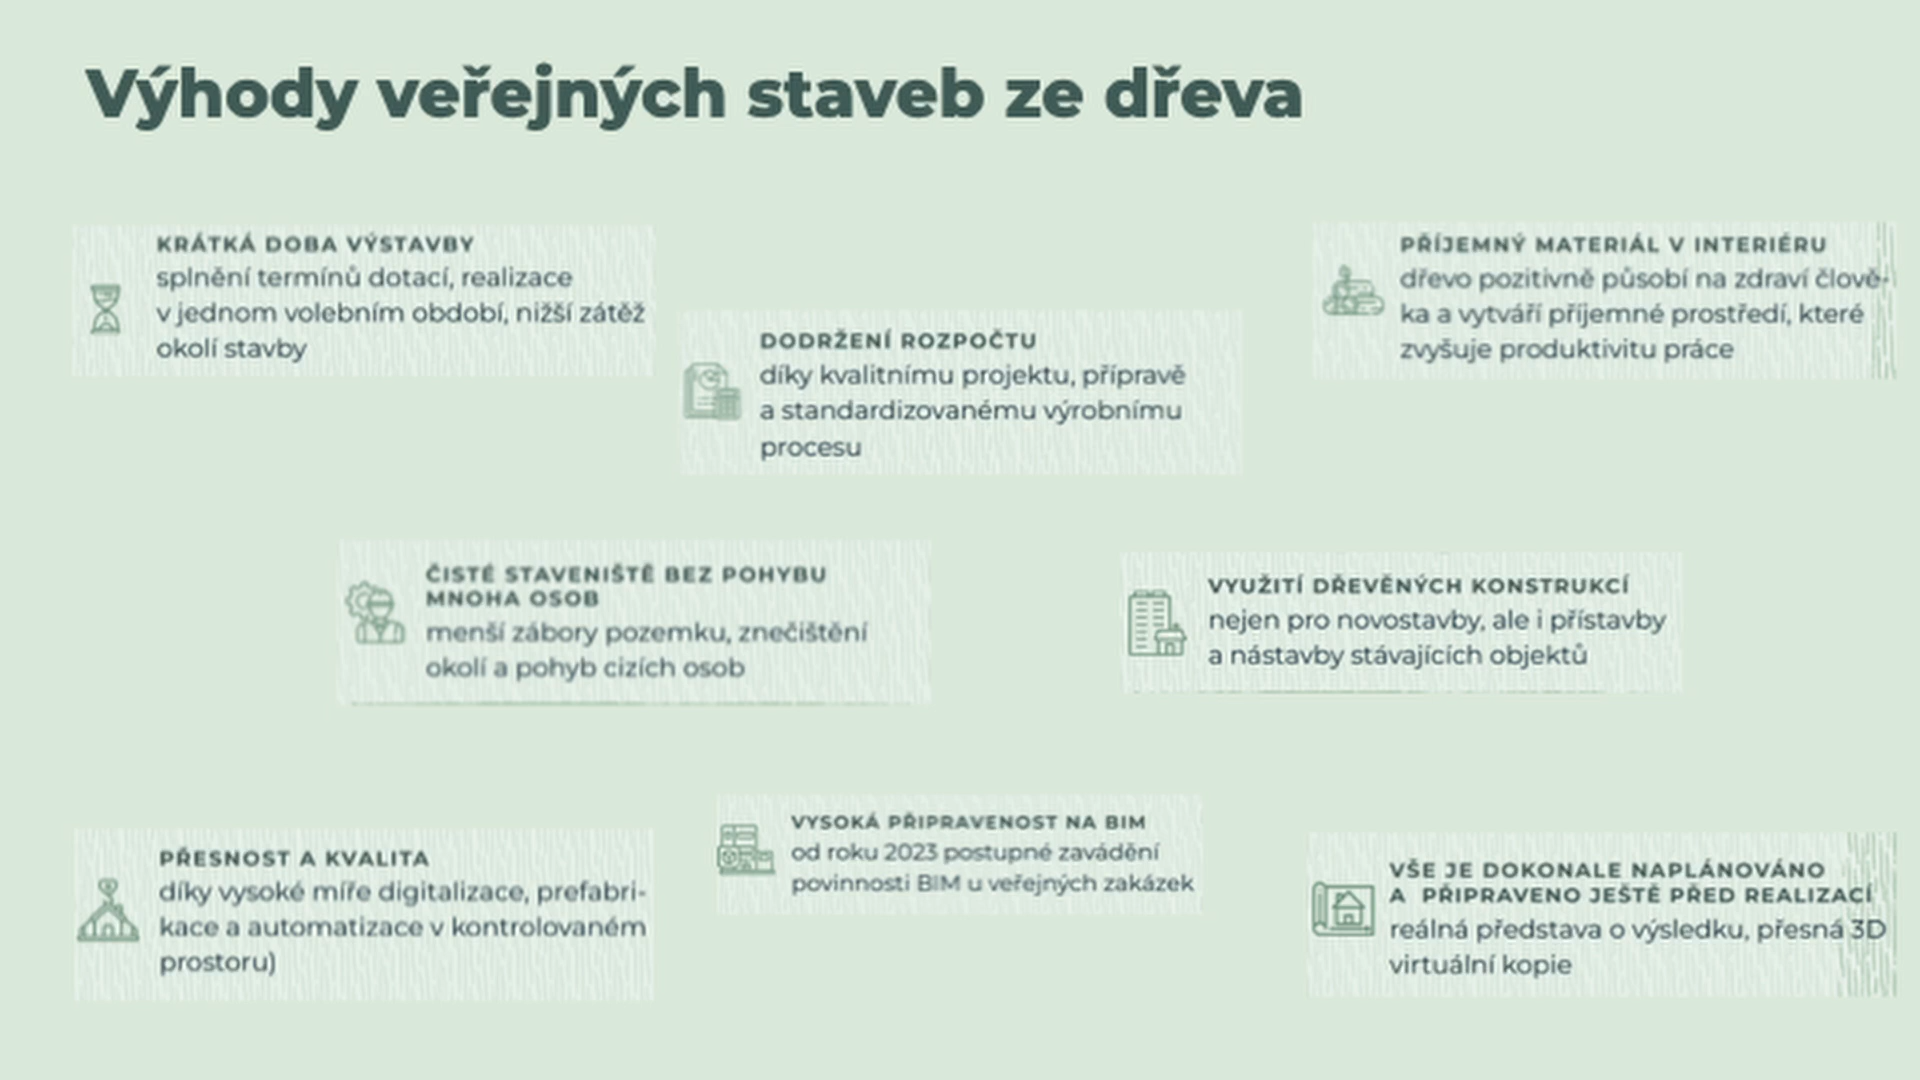 Výhody veřejných staveb ze dřeva
KRÁTKÁ DOBA VÝSTAVBY
splnění termínů dotací, realizace
v jednom volebním období, nižší zátěž
okolí stavby
DODRŽENÍ ROZPOČTU
díky kvalitnímu projektu, přípravě
a standardizovanému výrobnímu
procesu
PŘÍJEMNÝ MATERIÁL V INTERIÉRU
dřevo pozitivně působí na zdraví člově-
ka a vytváří příjemné prostředí, které
zvyšuje produktivitu práce
ČISTÉ STAVENIŠTĚ BEZ POHYBU
MNOHA OSOB
menší zábory pozemku, znečištění
okolí a pohyb cizích osob
VYUŽITÍ DŘEVĚNÝCH KONSTRUKCÍ
nejen pro novostavby, ale i přístavby
a nástavby stávajících objektů
PŘESNOST A KVALITA
díky vysoké míře digitalizace, prefabri-
kace a automatizace v kontrolovaném
prostoru)
VYSOKÁ PŘIPRAVENOST NA BIM
od roku 2023 postupné zavádění
povinnosti BIM u veřejných zakázek
VŠE JE DOKONALE NAPLÁNOVÁNO
A PŘIPRAVENO JEŠTĚ PŘED REALIZACÍ
reálná představa o výsledku, přesná 3D
virtuální kopie